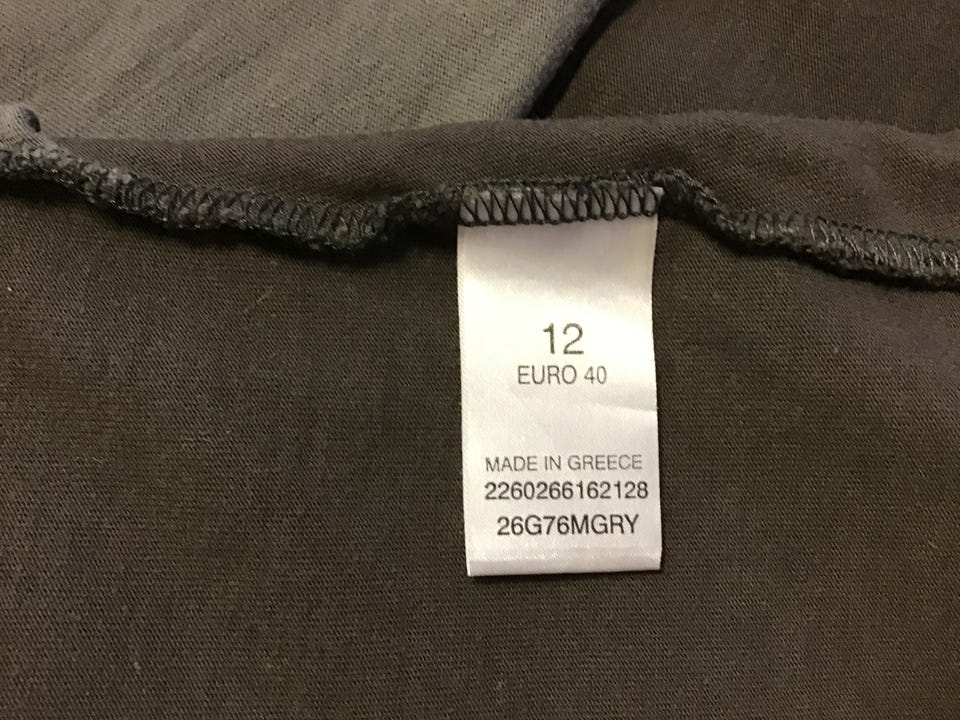 12
EURO 40
MADE IN GREECE
2260266162128
26G76MGRY